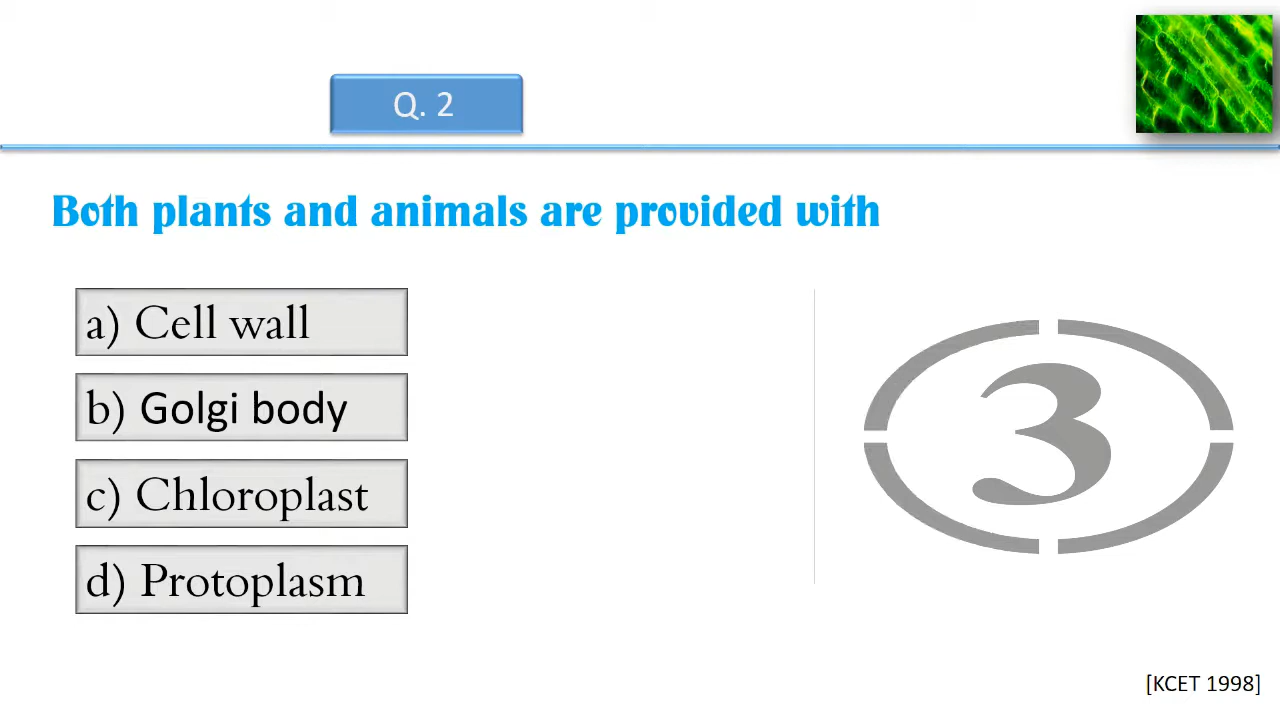 Q. 2
Both plants and animals are provided with
a) Cell wall
b) Golgi body
c) Chloroplast
d) Protoplasm
3
[KCET 1998]